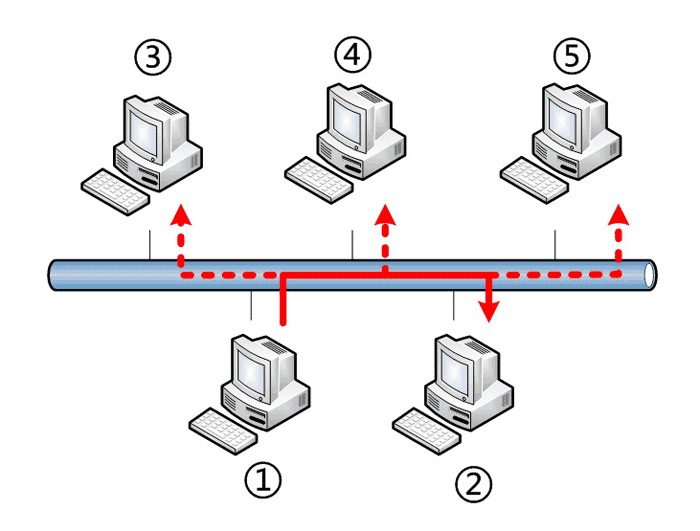 ③ ④ ⑤
① ②